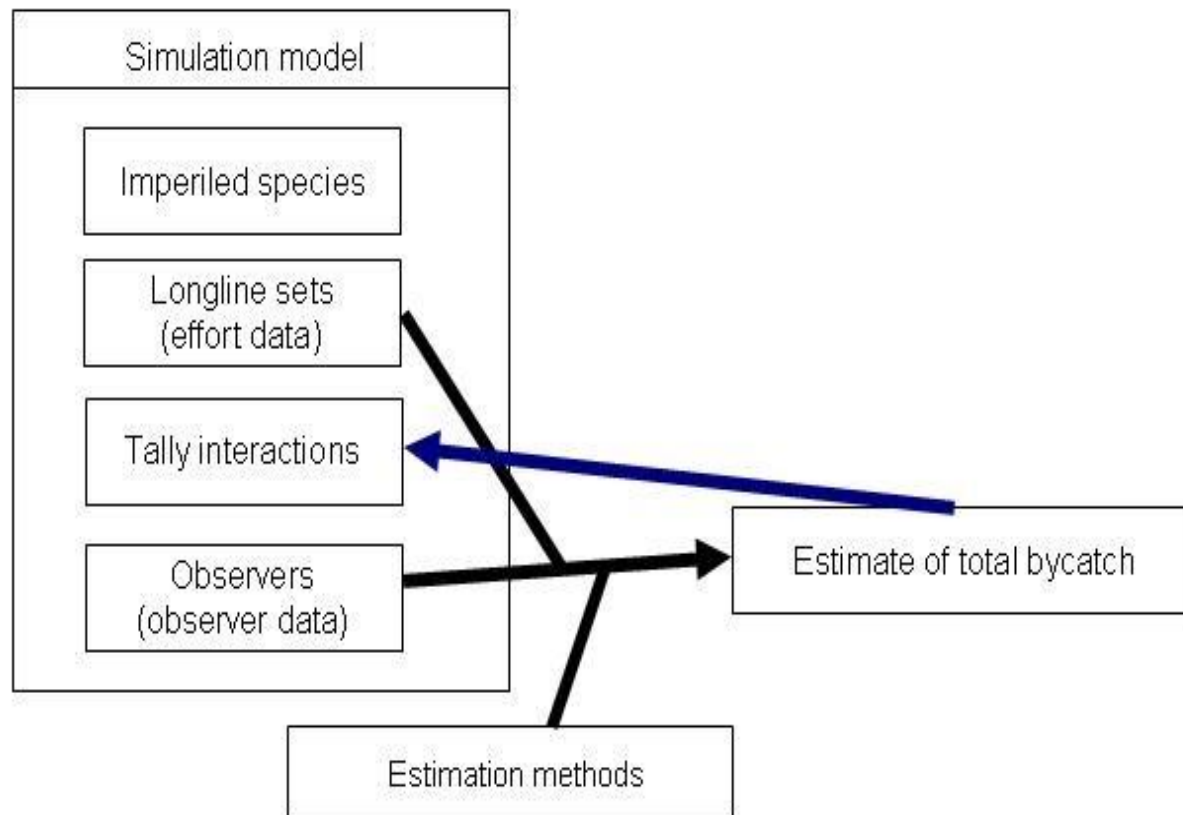 Simulation model
Imperiled species
Longline sets
(effort data)
Tally interactions
Observers
(observer data)
Estimate of total bycatch
Estimation methods